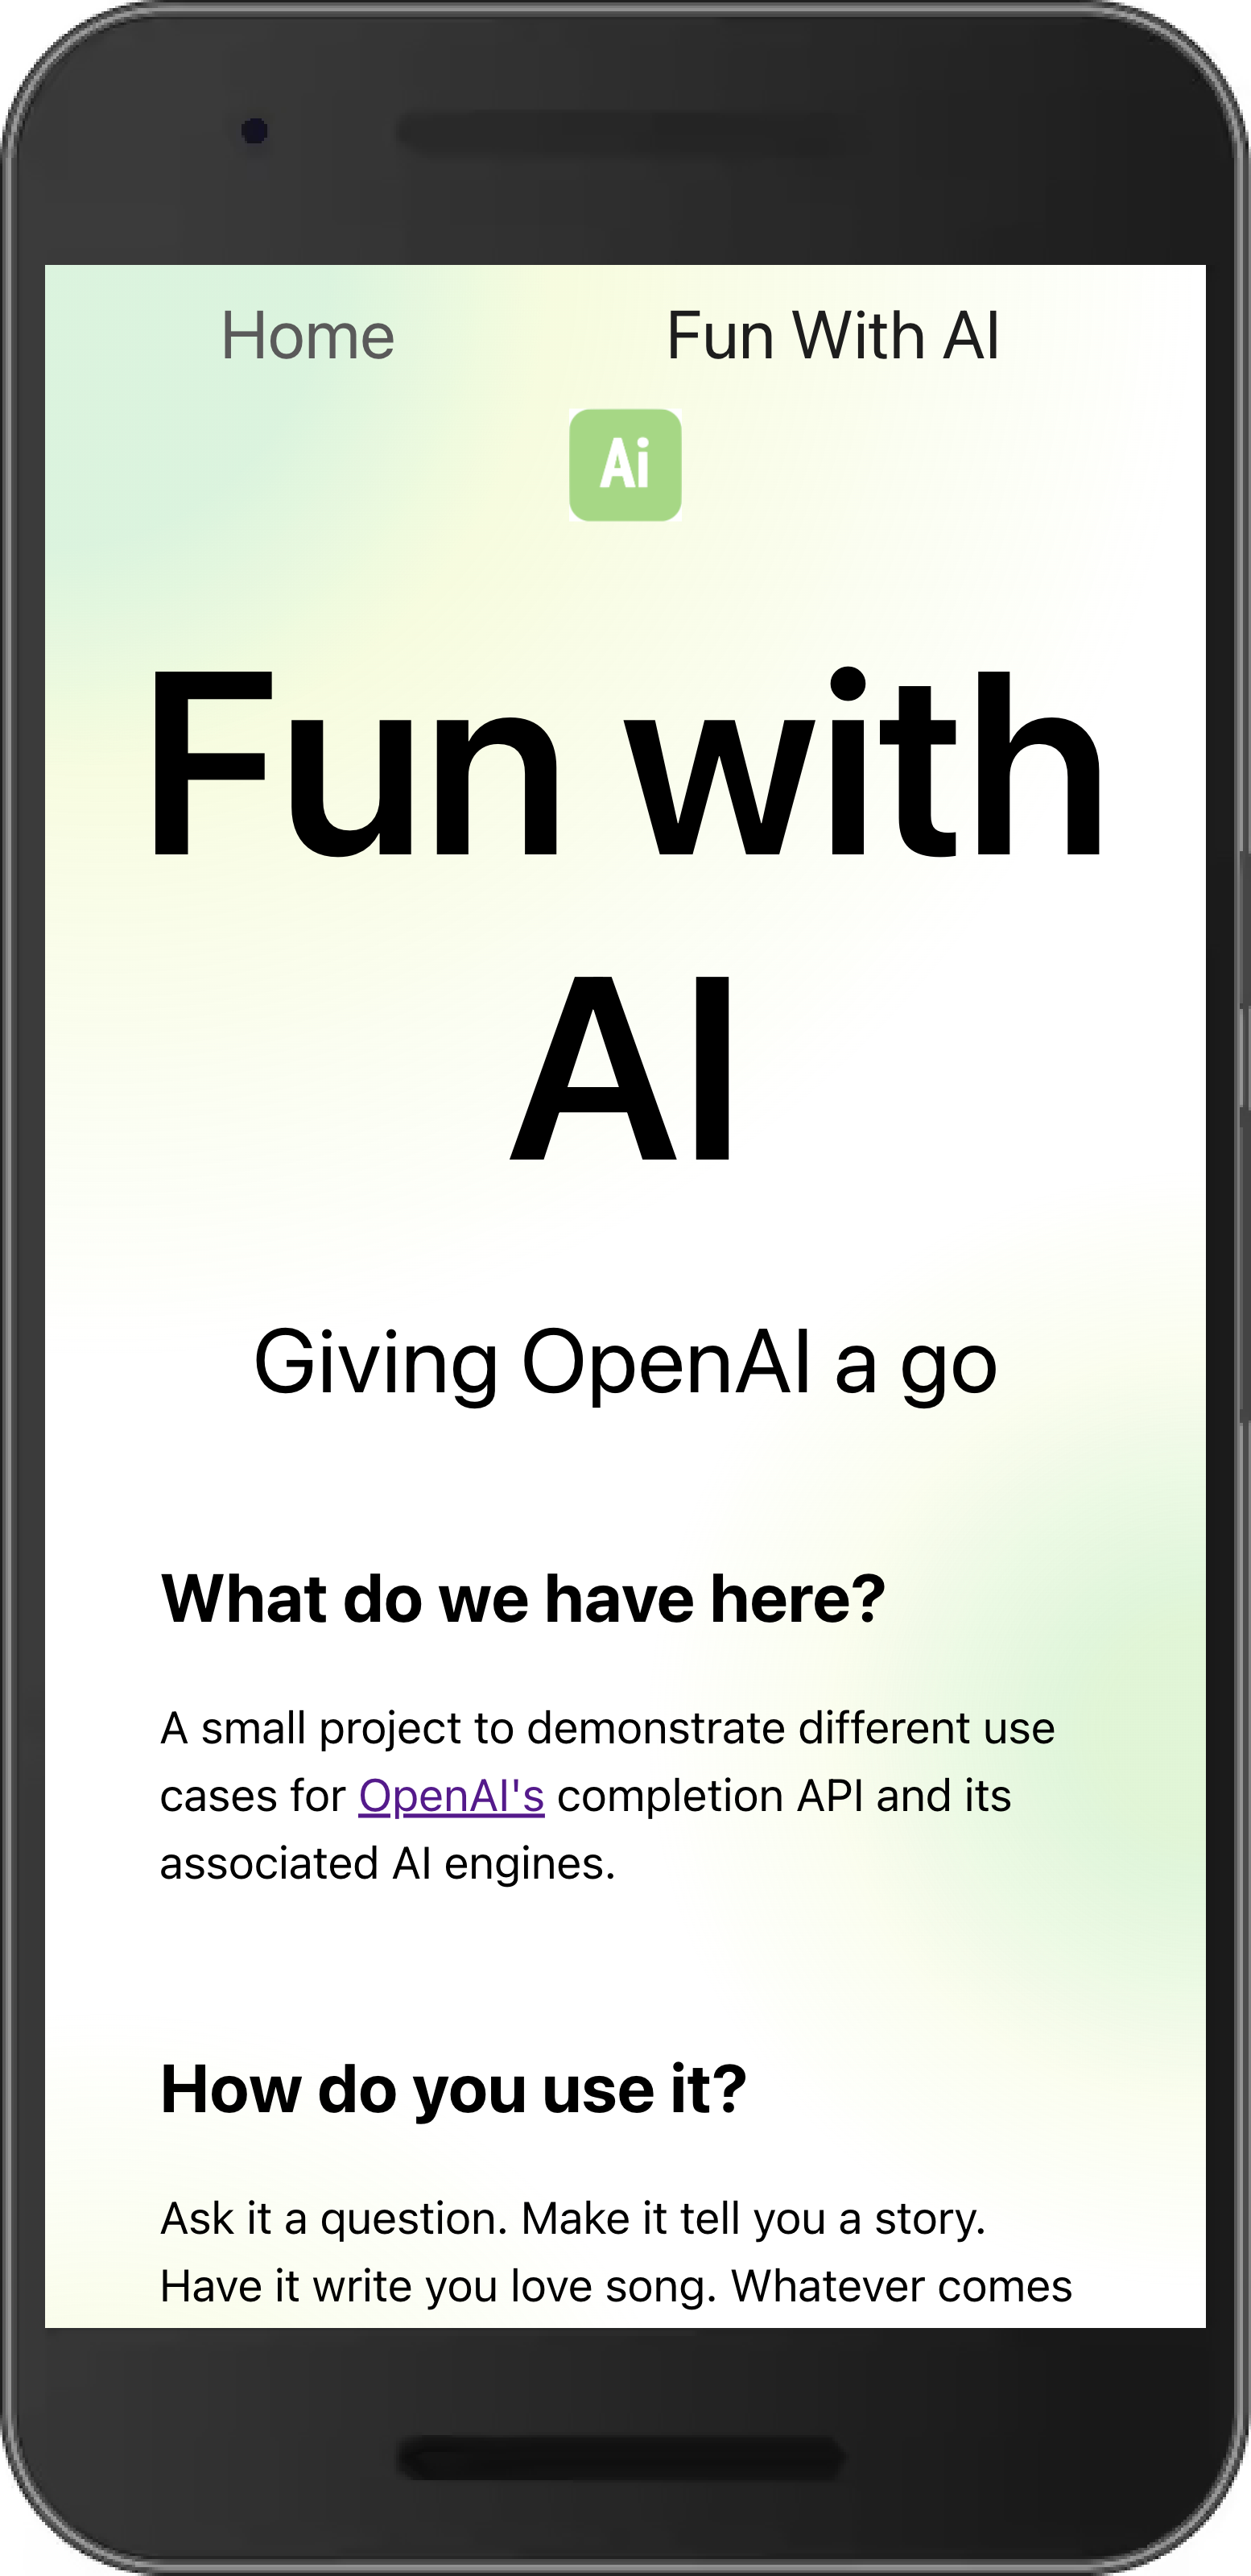 Home Fun With AI
Ai
Fun with
AI
Giving OpenAI a go
What do we have here?
A small project to demonstrate different use
cases for OpenAI's completion API and its
associated AI engines.
How do you use it?
Ask it a question. Make it tell you a story.
Have it write you love song. Whatever comes